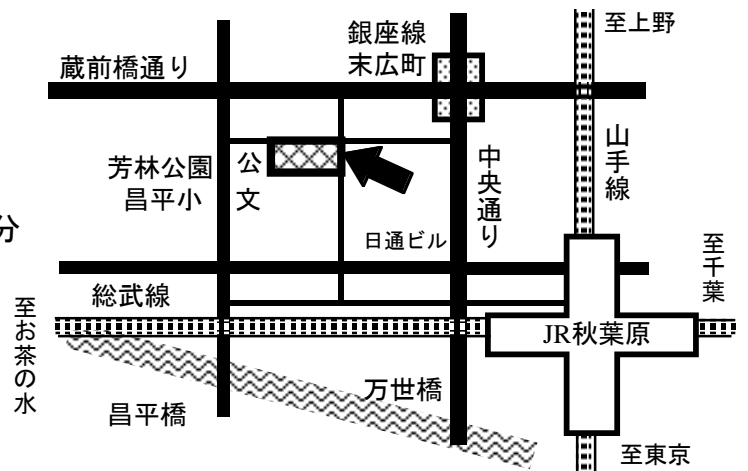 銀座線
末広町
至上野
蔵前橋通り
山手線
芳林公園
昌平小
公文
中央通り
分
日通ビル
至千葉
総武線
至お茶の水
JR秋葉原
万世橋
昌平橋
至東京